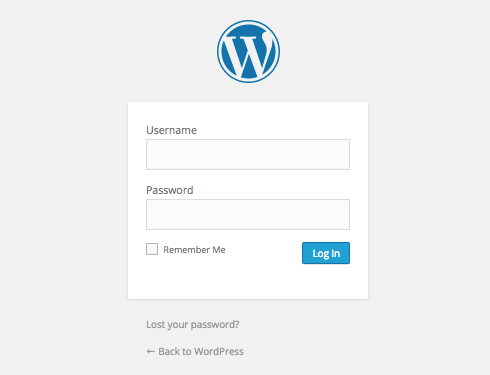 Username
Password
Remember Me
Log In
Lost your password?
← Back to WordPress